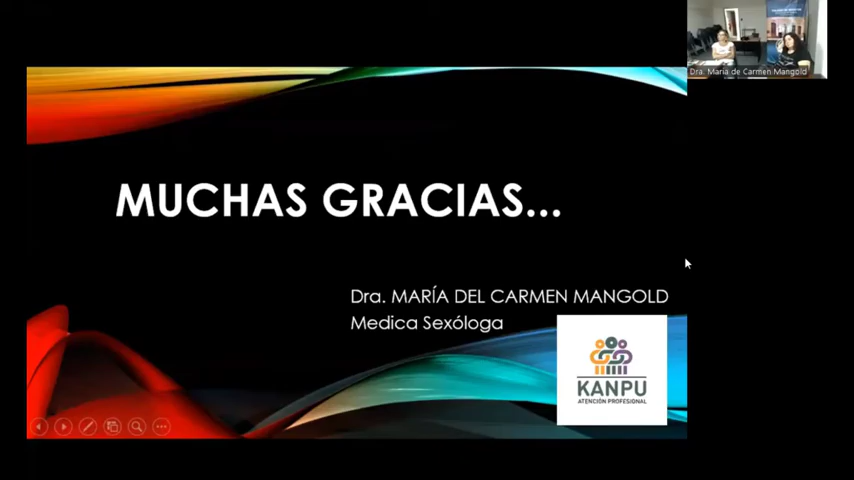 Dra. María de Carmen Mangold
MUCHAS GRACIAS...
Dra. MARÍA DEL CARMEN MANGOLD
Medica Sexóloga
KANPU
ATENCIÓN PROFESIONAL